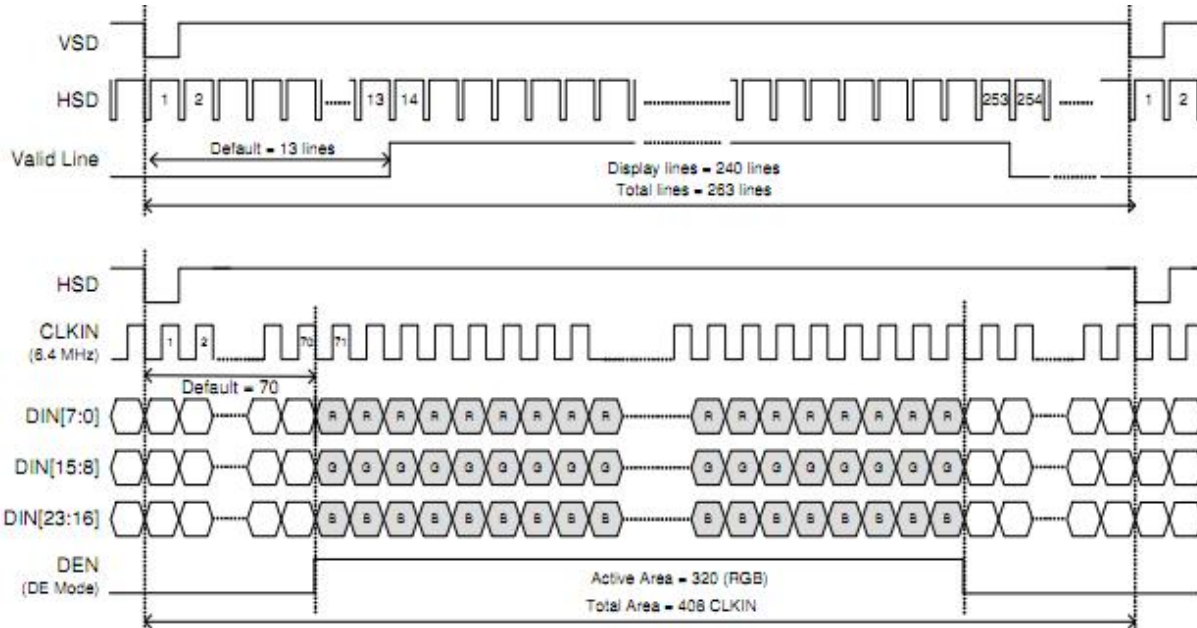 VSD
HSD 1 2 13 14 253 254 1 2
Default = 13 lines
Valid Line
Display lines = 240 lines
Total lines = 263 lines
HSD
CLKIN
(6.4 MHz)
1 2 70 71
Default = 70
DIN[7:0] R R R R R R R R R R R R R R R R R
DIN[15:8] G G G G G G G G G G G G G G G G G
DIN[23:16] B B B B B B B B B B B B B B B B B
DEN
(DE Mode)
Active Area = 320 (RGB)
Total Area = 408 CLKIN